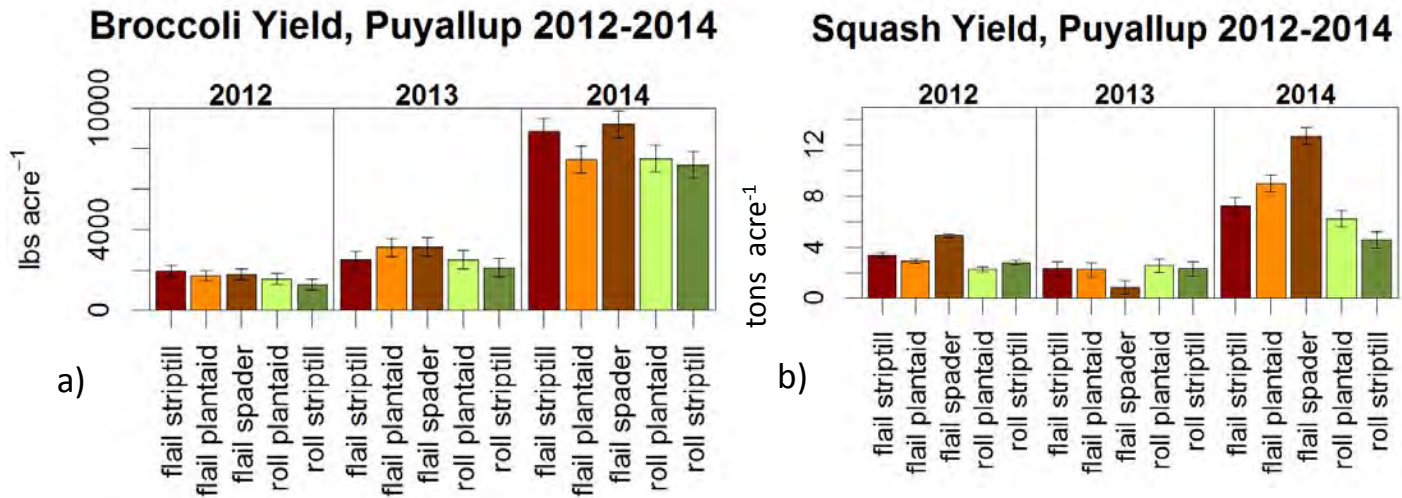 Broccoli Yield, Puyallup 2012-2014
2012 2013 2014
lbs acre⁻¹
10000
4000
0
flail striptill
flail plantaid
flail spader
roll plantaid
roll striptill
flail striptill
flail plantaid
flail spader
roll plantaid
roll striptill
flail striptill
flail plantaid
flail spader
roll plantaid
roll striptill
a)
Squash Yield, Puyallup 2012-2014
2012 2013 2014
tons acre⁻¹
12
8
4
0
flail striptill
flail plantaid
flail spader
roll plantaid
roll striptill
flail striptill
flail plantaid
flail spader
roll plantaid
roll striptill
flail striptill
flail plantaid
flail spader
roll plantaid
roll striptill
b)